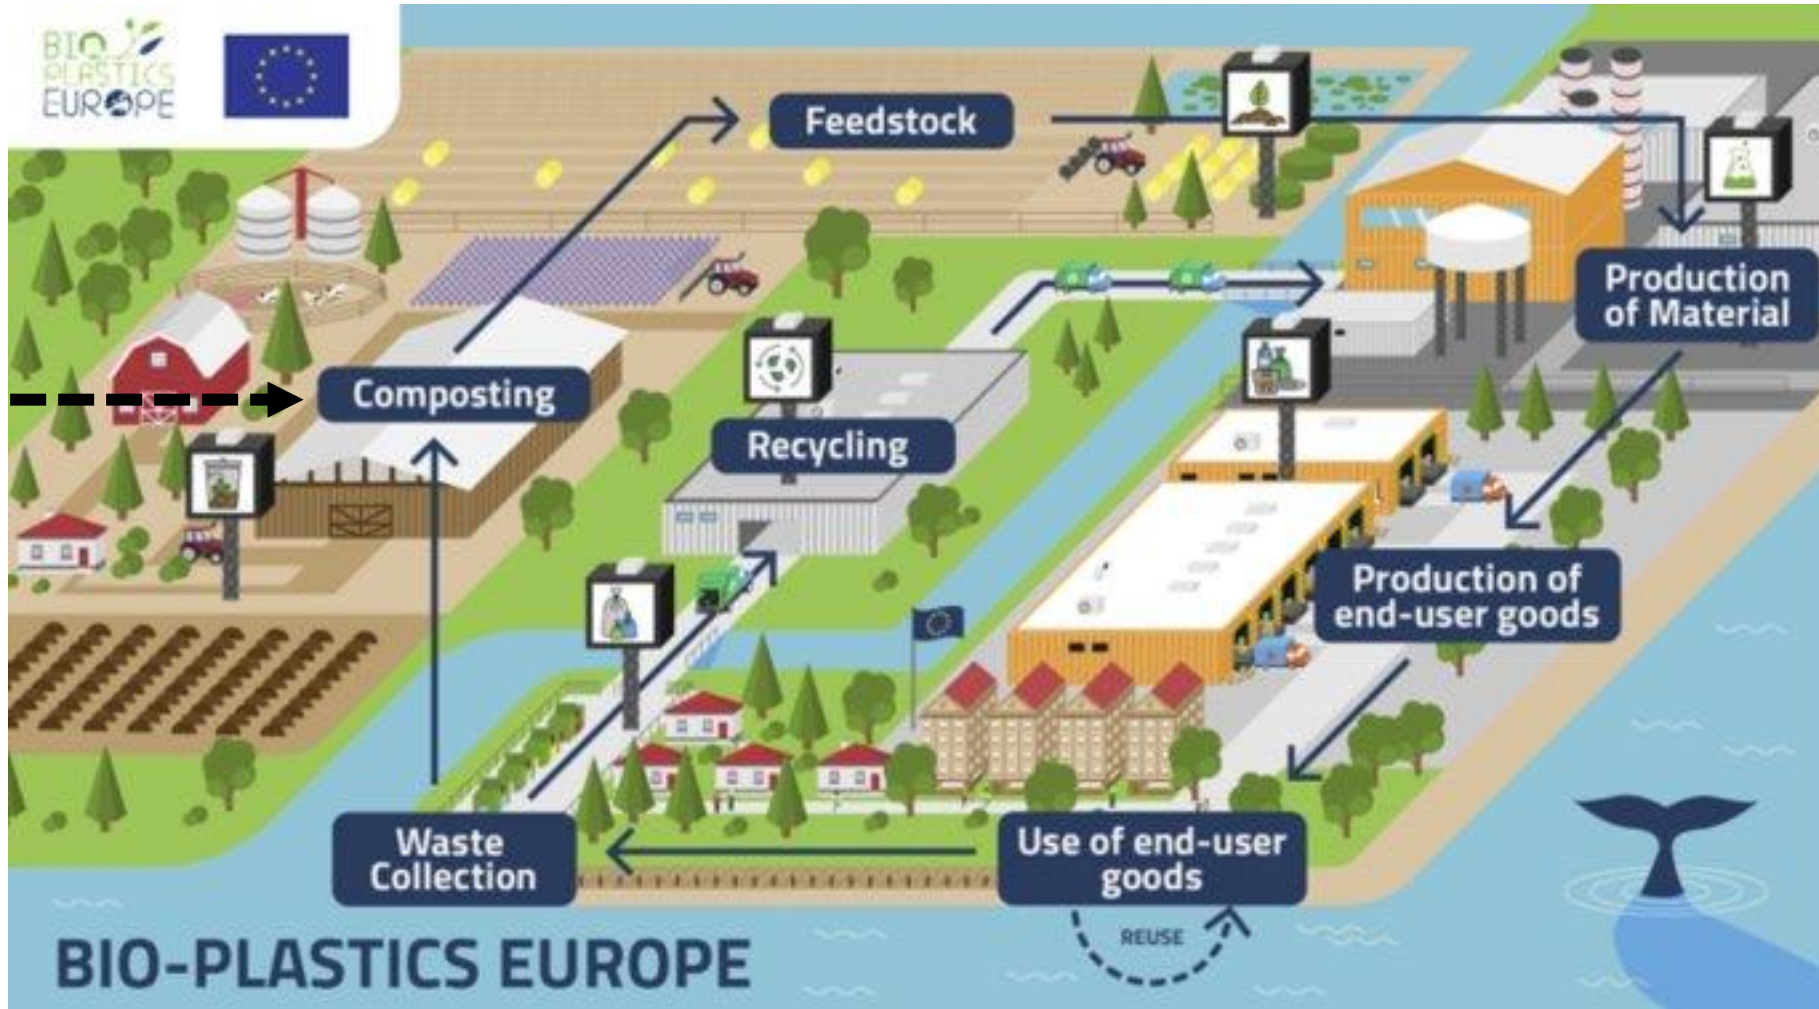 BIO
PLASTICS
EUROPE
Feedstock
Production
of Material
Composting
Recycling
Production of
end-user goods
Waste
Collection
Use of end-user
goods
REUSE
BIO-PLASTICS EUROPE